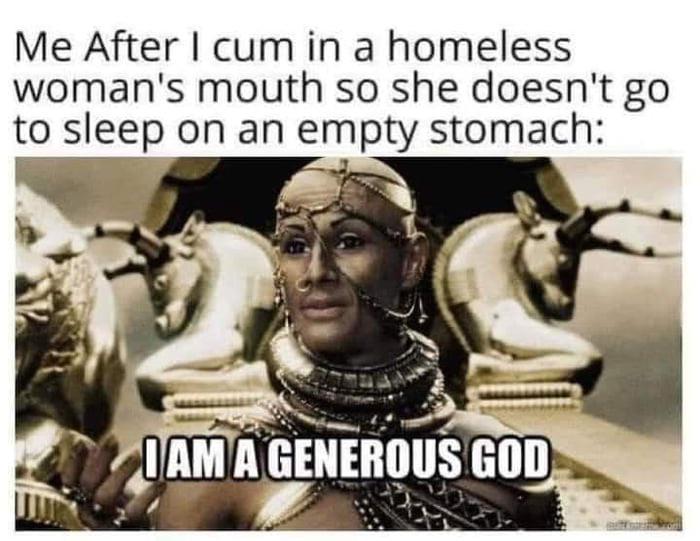 Me After I cum in a homeless
woman's mouth so she doesn't go
to sleep on an empty stomach:
I AM A GENEROUS GOD